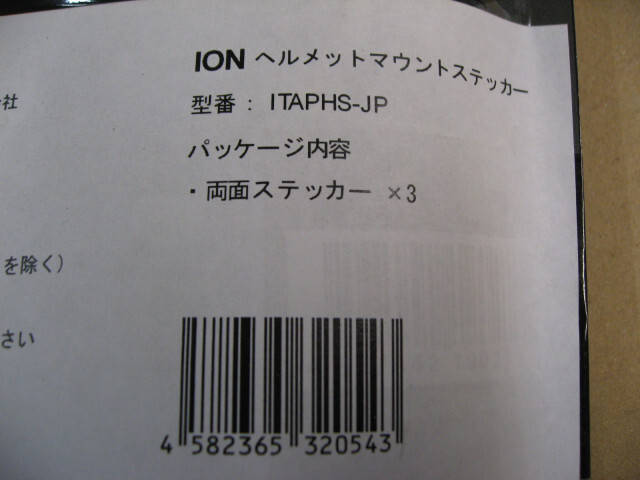 ION ヘルメットマウントステッカー
社
型番： ITAPHS-JP
パッケージ内容
・両面ステッカー ×3
を除く）
さい
4 582365 320543